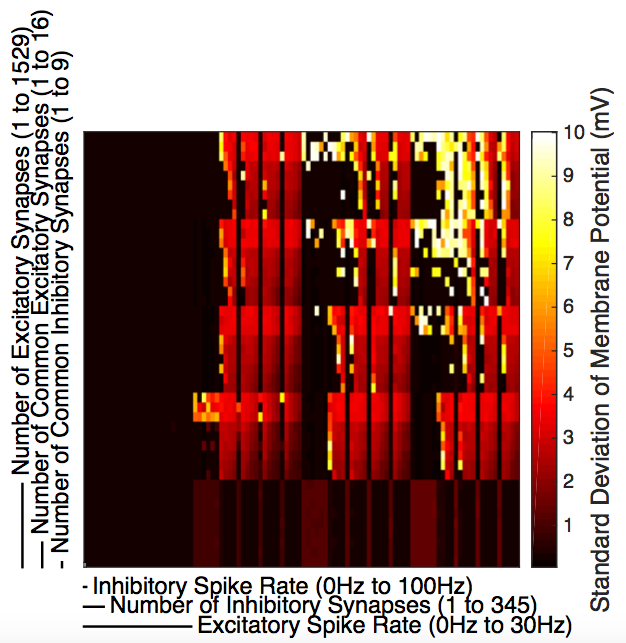 Number of Excitatory Synapses (1 to 1529)
Number of Common Excitatory Synapses (1 to 16)
Number of Common Inhibitory Synapses (1 to 9)
10
9
8
7
6
5
4
3
2
1
Standard Deviation of Membrane Potential (mV)
Inhibitory Spike Rate (0Hz to 100Hz)
Number of Inhibitory Synapses (1 to 345)
Excitatory Spike Rate (0Hz to 30Hz)